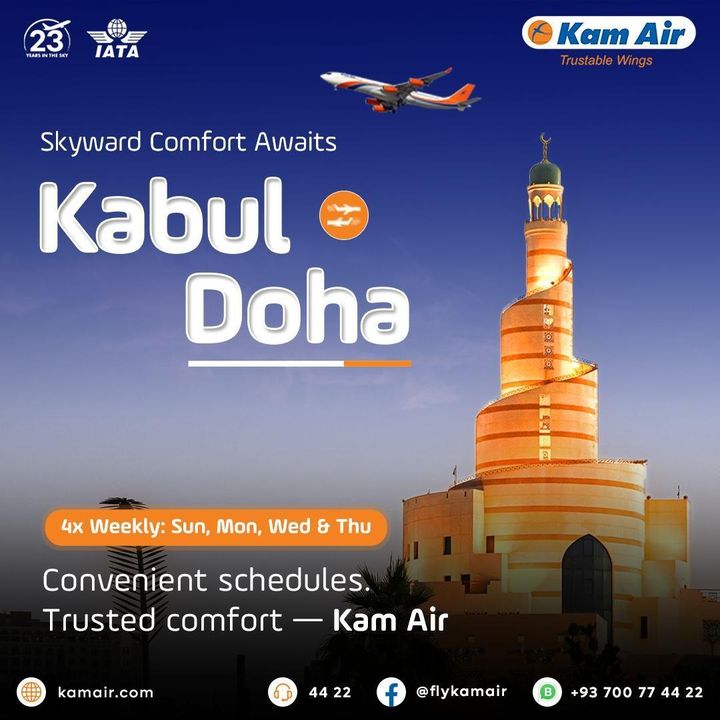 23
YEARS IN THE SKY
IATA
Kam Air
Trustable Wings
Skyward Comfort Awaits
Kabul
Doha
4x Weekly: Sun, Mon, Wed & Thu
Convenient schedules.
Trusted comfort — Kam Air
kamair.com
44 22
@flykamair
+93 700 77 44 22